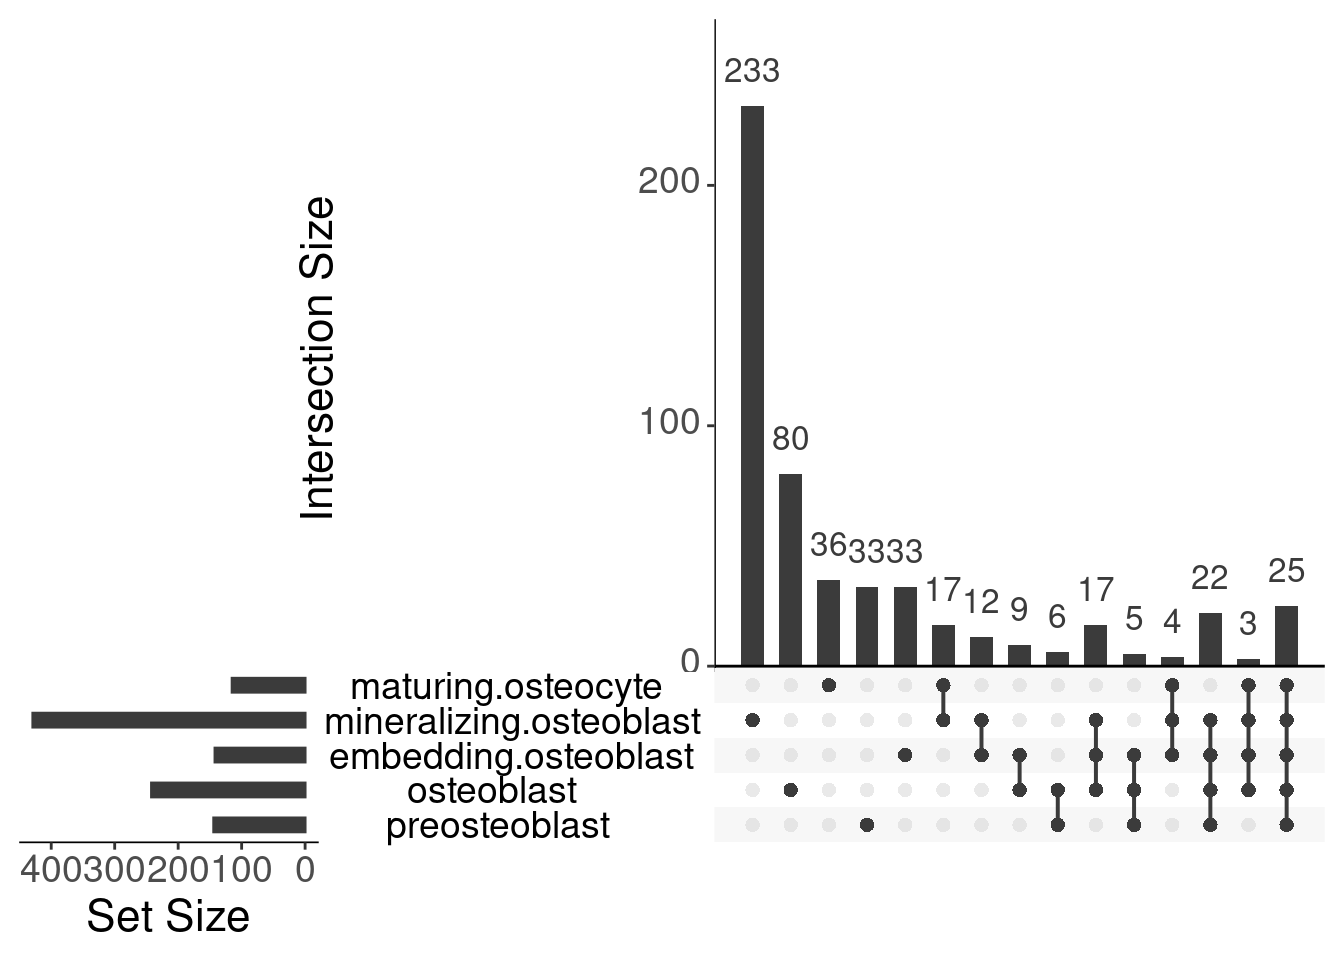 233
200
Intersection Size
100
80
36 33 33
17 12 9 6 17 5 4 22 3 25
0
maturing.osteocyte
mineralizing.osteoblast
embedding.osteoblast
osteoblast
preosteoblast
400 300 200 100 0
Set Size